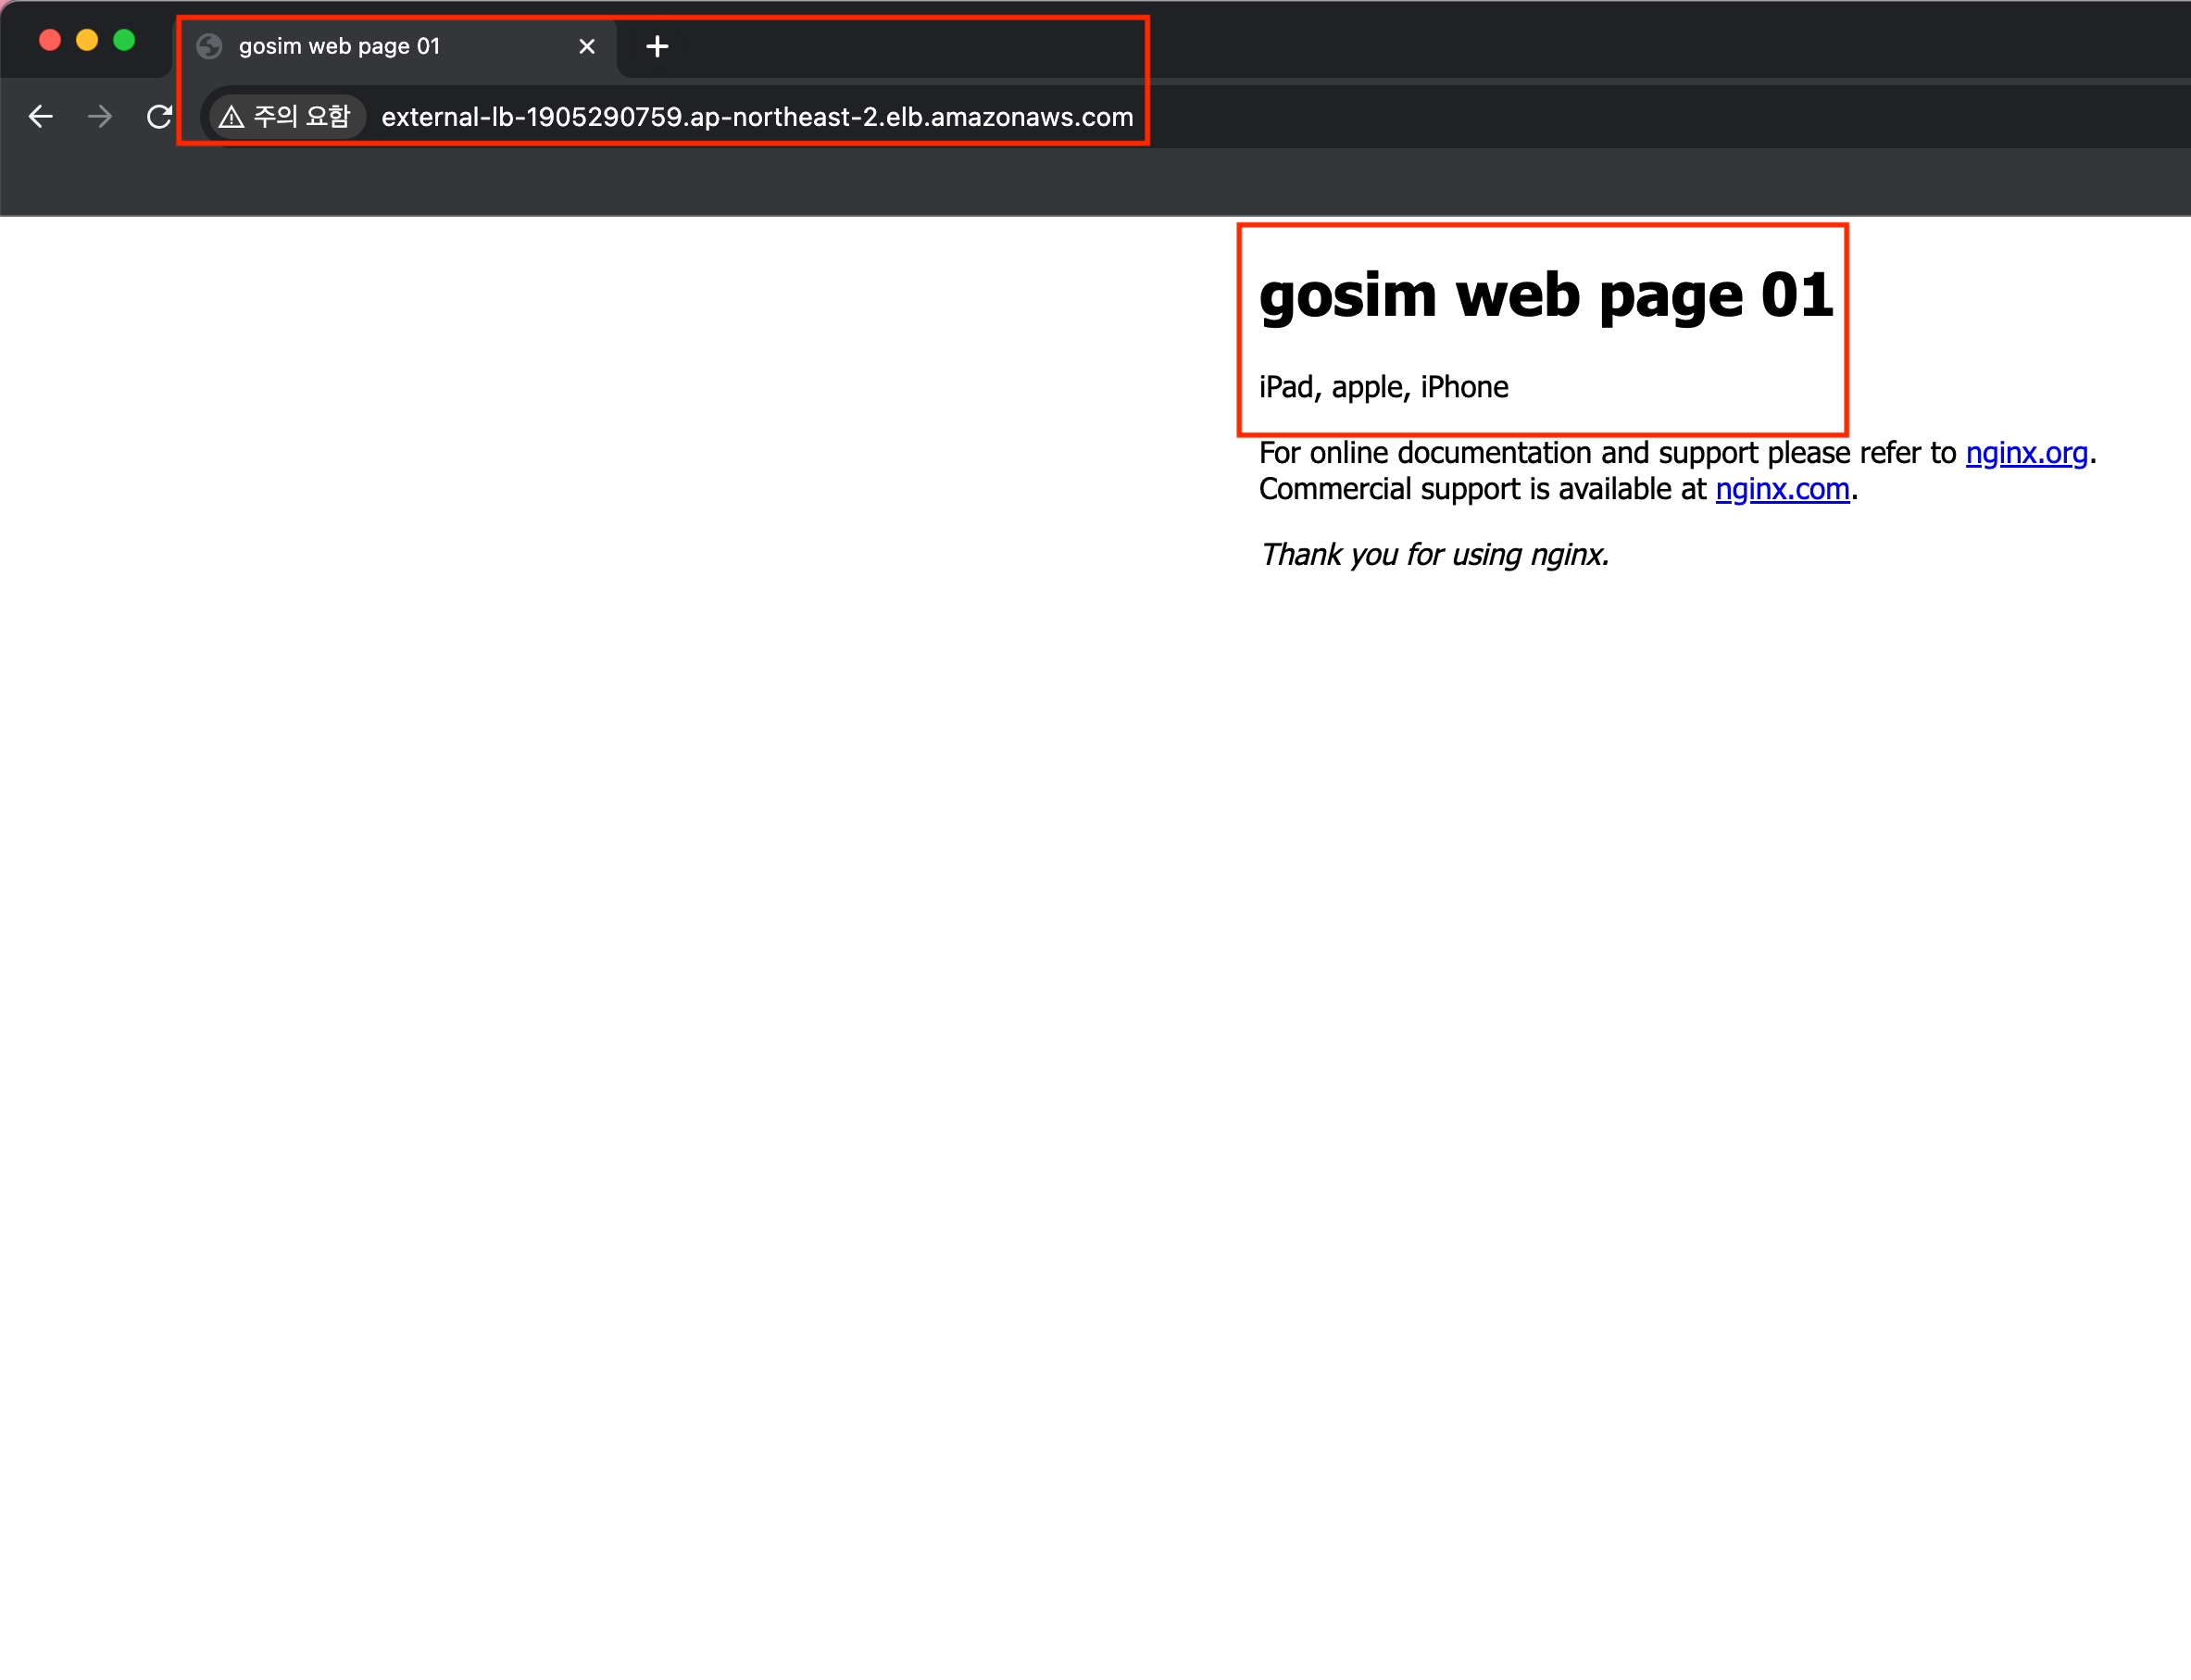 gosim web page 01
주의 요함 external-lb-1905290759.ap-northeast-2.elb.amazonaws.com
gosim web page 01
iPad, apple, iPhone
For online documentation and support please refer to nginx.org.
Commercial support is available at nginx.com.
Thank you for using nginx.